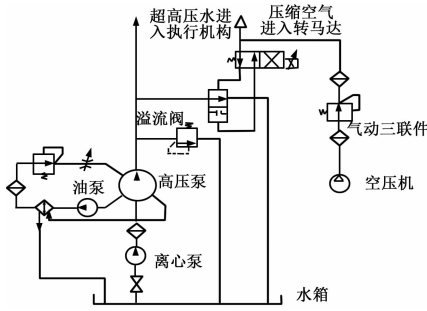 超高压水进
入执行机构
压缩空气
进入转马达
溢流阀
气动三联件
油泵
高压泵
空压机
离心泵
水箱